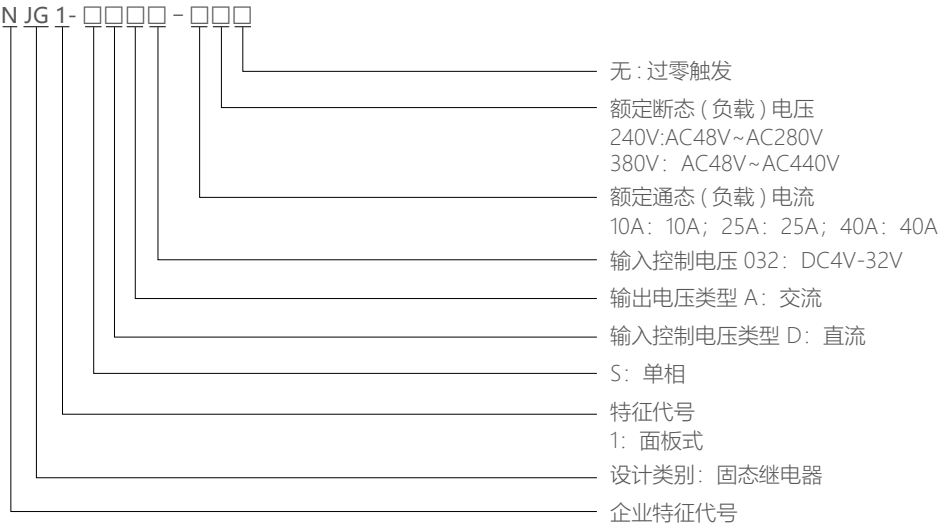 N JG 1- □□□□ - □□□
无 : 过零触发
额定断态 ( 负载 ) 电压
240V:AC48V~AC280V
380V：AC48V~AC440V
额定通态 ( 负载 ) 电流
10A：10A；25A：25A；40A：40A
输入控制电压 032：DC4V-32V
输出电压类型 A：交流
输入控制电压类型 D：直流
S：单相
特征代号
1：面板式
设计类别：固态继电器
企业特征代号